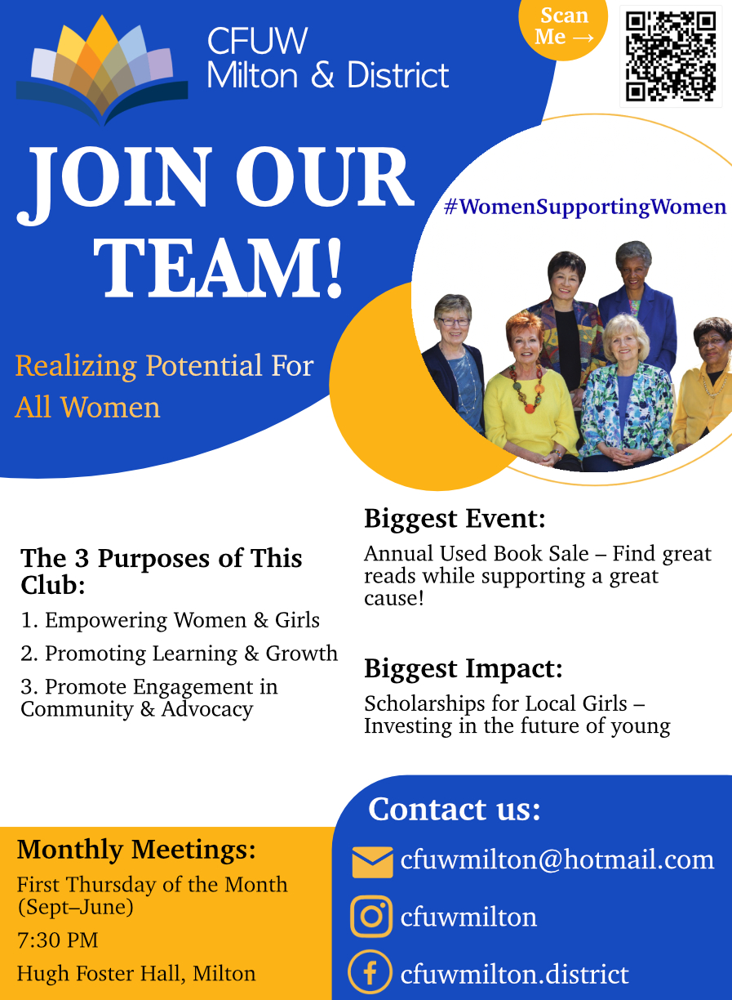 CFUW
Milton & District
Scan
Me →
JOIN OUR
TEAM!
#WomenSupportingWomen
Realizing Potential For
All Women
The 3 Purposes of This
Club:
1. Empowering Women & Girls
2. Promoting Learning & Growth
3. Promote Engagement in
Community & Advocacy
Biggest Event:
Annual Used Book Sale – Find great
reads while supporting a great
cause!
Biggest Impact:
Scholarships for Local Girls –
Investing in the future of young
Monthly Meetings:
First Thursday of the Month
(Sept–June)
7:30 PM
Hugh Foster Hall, Milton
Contact us:
cfuwmilton@hotmail.com
cfuwmilton
cfuwmilton.district